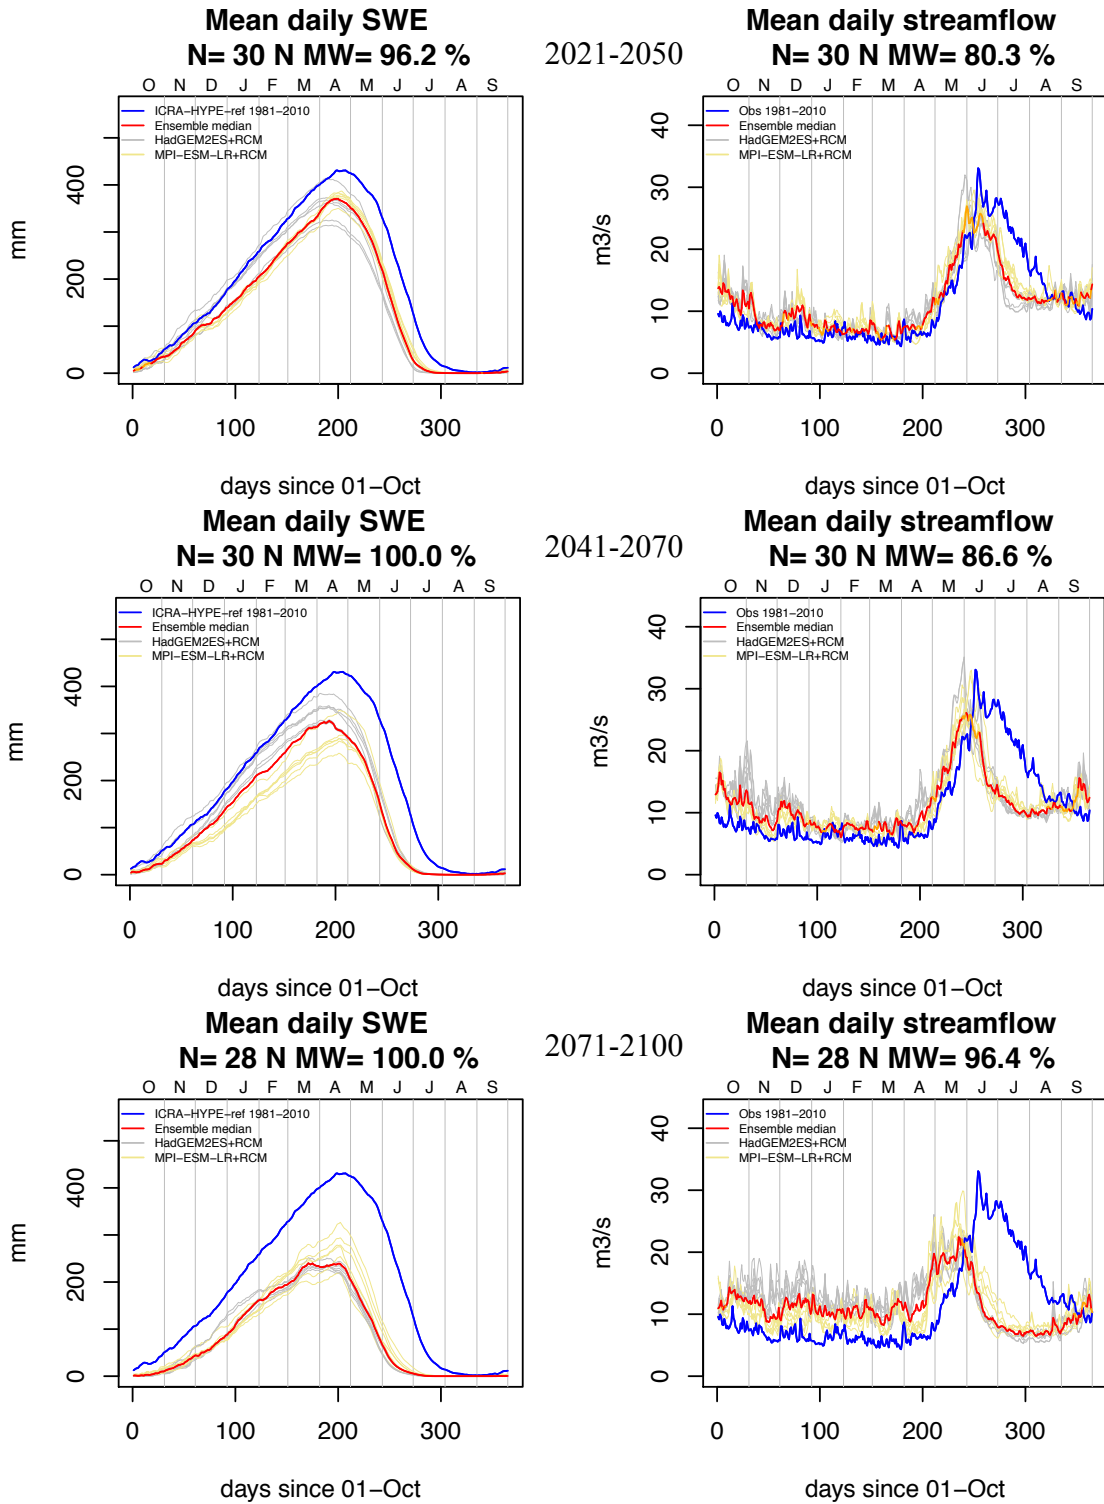 Mean daily SWE
N= 30 N MW= 96.2 %
O N D J F M A M J J A S
ICRA−HYPE−ref 1981−2010
Ensemble median
HadGEM2ES+RCM
MPI−ESM−LR+RCM
mm
0 200 400
0 100 200 300
days since 01−Oct
2021-2050
Mean daily streamflow
N= 30 N MW= 80.3 %
O N D J F M A M J J A S
Obs 1981−2010
Ensemble median
HadGEM2ES+RCM
MPI−ESM−LR+RCM
m3/s
0 10 20 30 40
0 100 200 300
days since 01−Oct
Mean daily SWE
N= 30 N MW= 100.0 %
O N D J F M A M J J A S
ICRA−HYPE−ref 1981−2010
Ensemble median
HadGEM2ES+RCM
MPI−ESM−LR+RCM
mm
0 200 400
0 100 200 300
days since 01−Oct
2041-2070
Mean daily streamflow
N= 30 N MW= 86.6 %
O N D J F M A M J J A S
Obs 1981−2010
Ensemble median
HadGEM2ES+RCM
MPI−ESM−LR+RCM
m3/s
0 10 20 30 40
0 100 200 300
days since 01−Oct
Mean daily SWE
N= 28 N MW= 100.0 %
O N D J F M A M J J A S
ICRA−HYPE−ref 1981−2010
Ensemble median
HadGEM2ES+RCM
MPI−ESM−LR+RCM
mm
0 200 400
0 100 200 300
days since 01−Oct
2071-2100
Mean daily streamflow
N= 28 N MW= 96.4 %
O N D J F M A M J J A S
Obs 1981−2010
Ensemble median
HadGEM2ES+RCM
MPI−ESM−LR+RCM
m3/s
0 10 20 30 40
0 100 200 300
days since 01−Oct